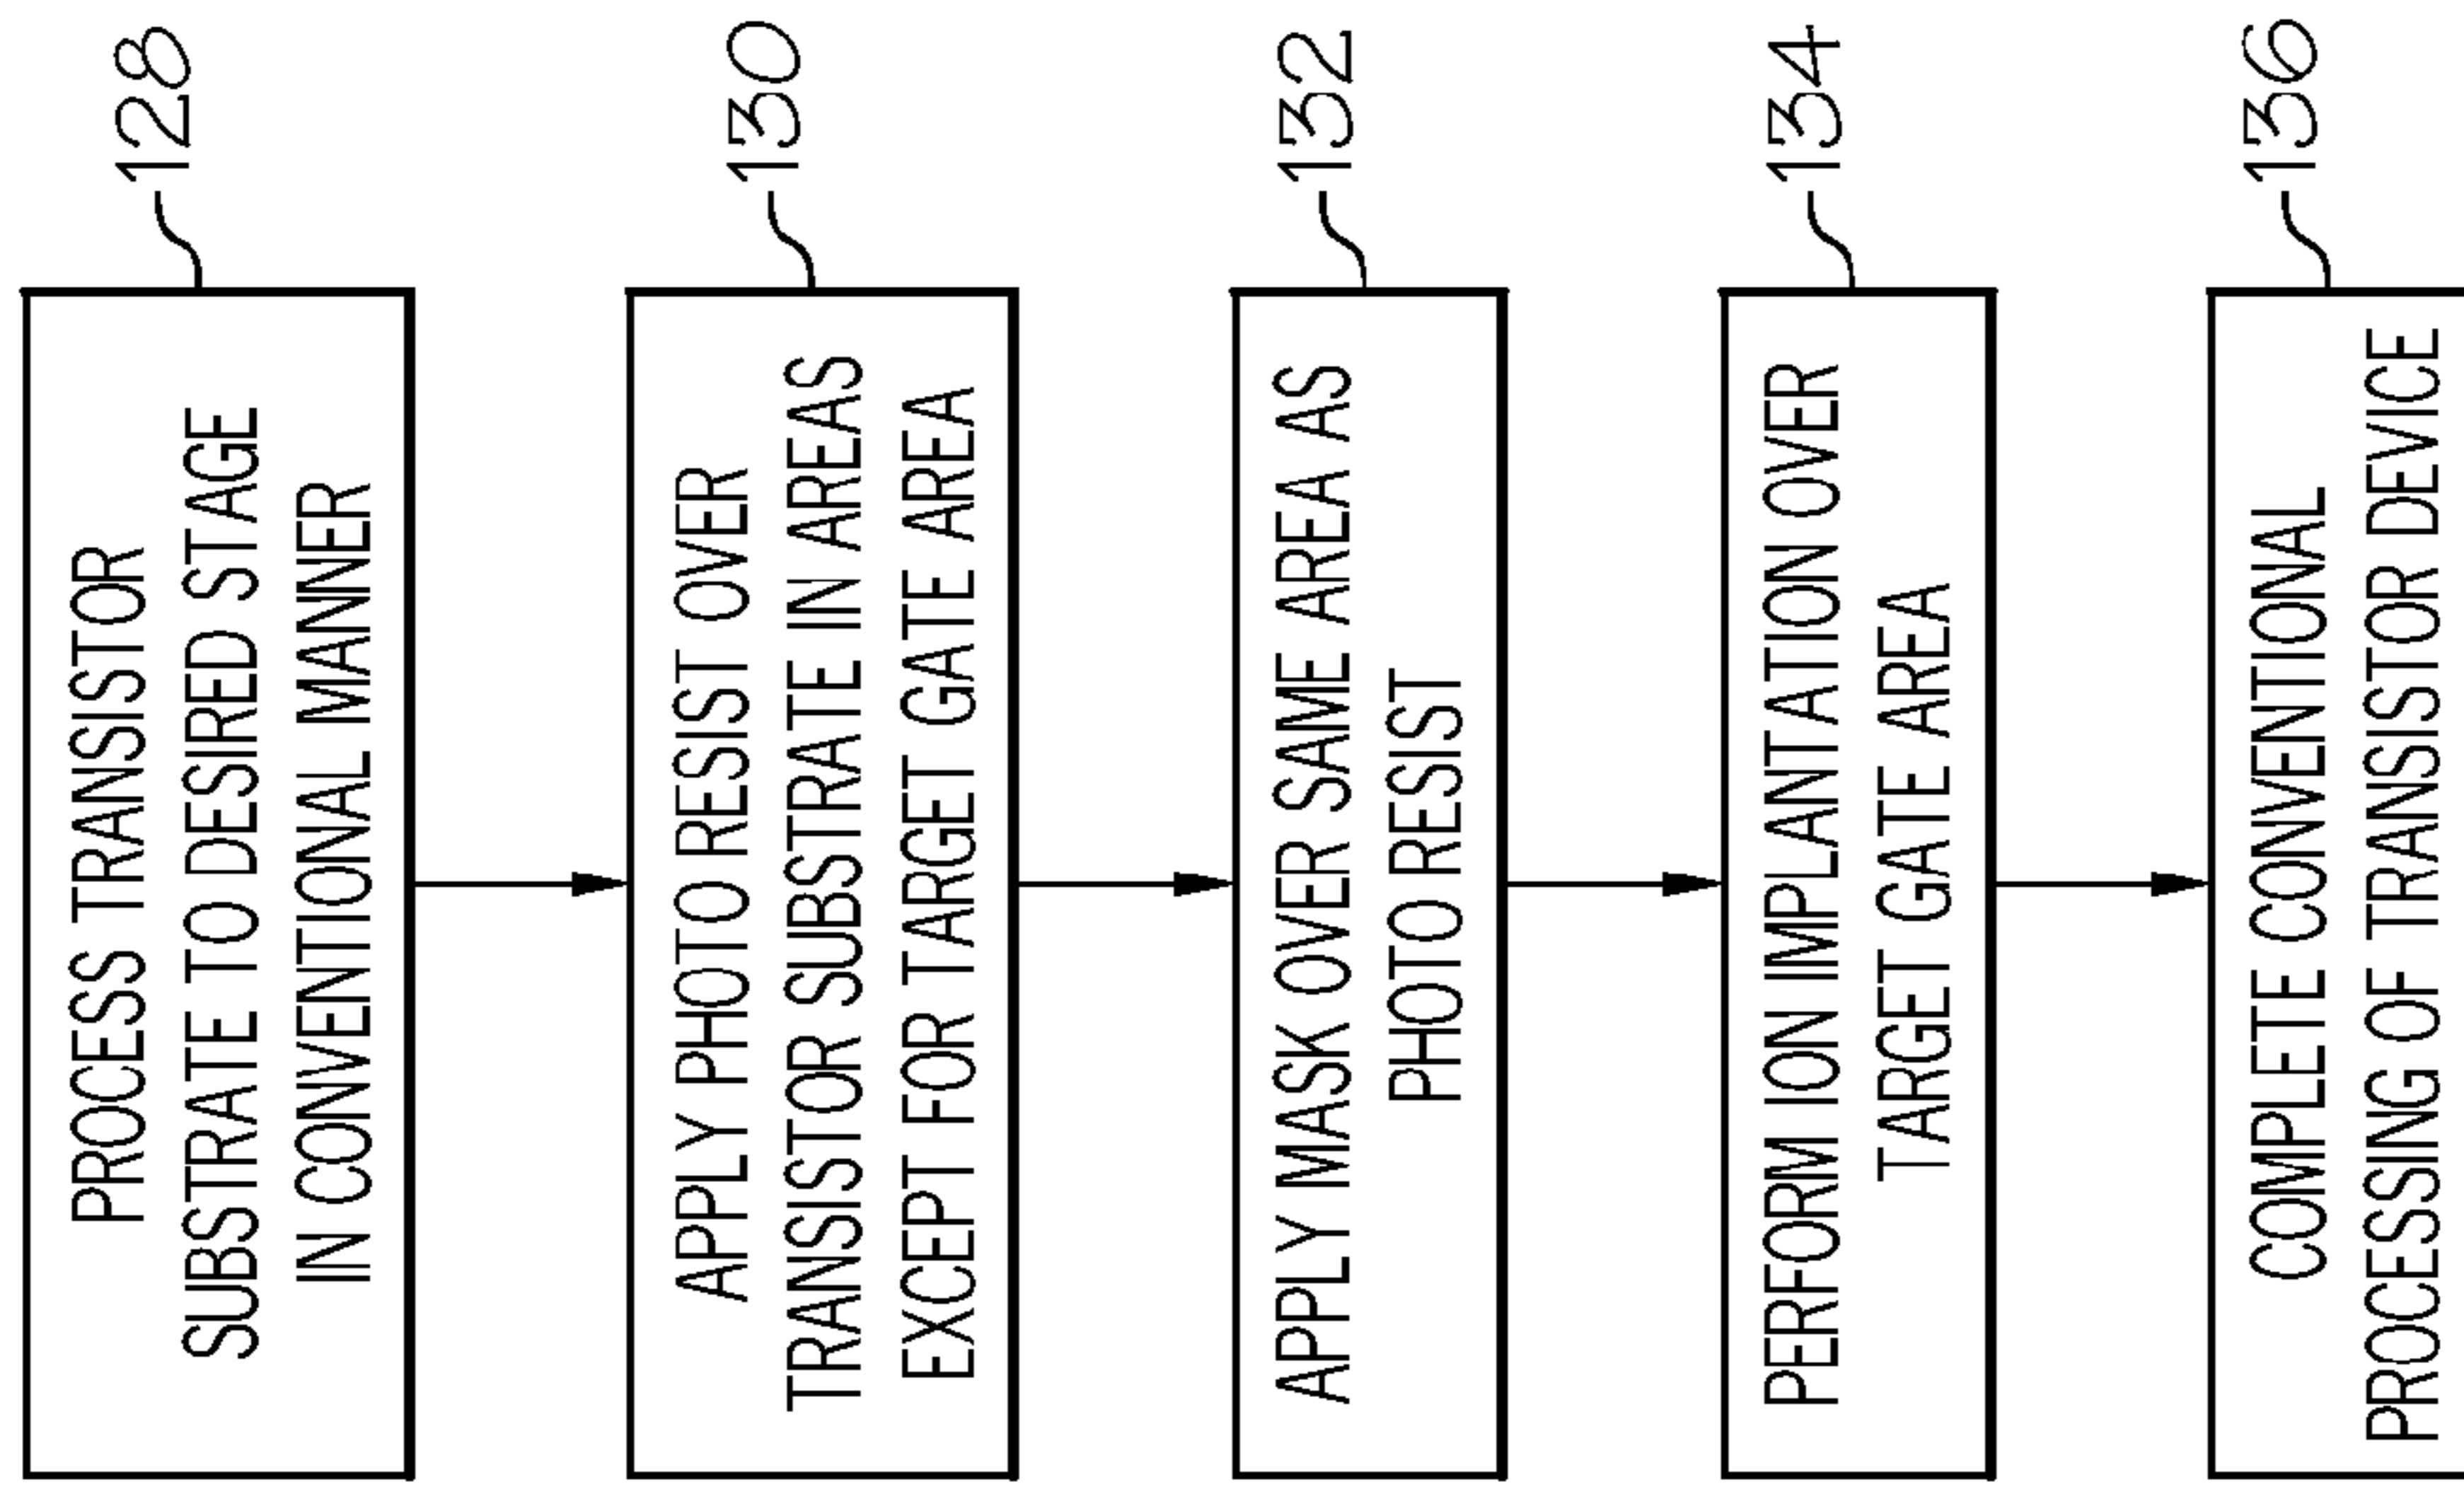 PROCESS TRANSISTOR
SUBSTRATE TO DESIRED STAGE
IN CONVENTIONAL MANNER
128
APPLY PHOTO RESIST OVER
TRANSISTOR SUBSTRATE IN AREAS
EXCEPT FOR TARGET GATE AREA
130
APPLY MASK OVER SAME AREA AS
PHOTO RESIST
132
PERFORM ION IMPLANTATION OVER
TARGET GATE AREA
134
COMPLETE CONVENTIONAL
PROCESSING OF TRANSISTOR DEVICE
136